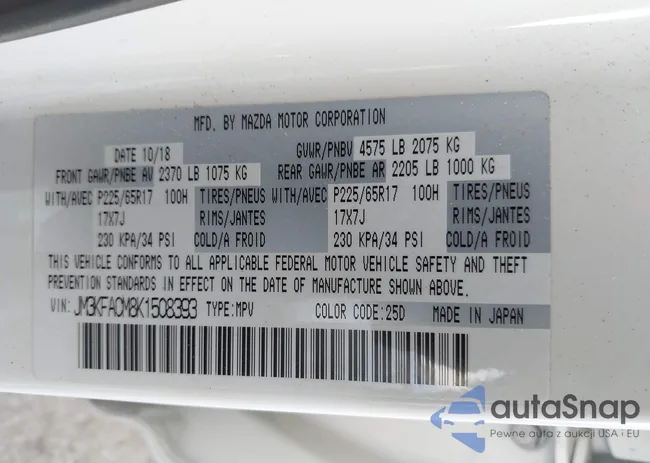 MFD. BY MAZDA MOTOR CORPORATION
DATE 10/18 GVWR/PNBV 4575 LB 2075 KG
FRONT GAWR/PNBE AV 2370 LB 1075 KG REAR GAWR/PNBE AR 2205 LB 1000 KG
WITH/AVEC P225/65R17 100H TIRES/PNEUS WITH/AVEC P225/65R17 100H TIRES/PNEUS
17X7J RIMS/JANTES 17X7J RIMS/JANTES
230 KPA/34 PSI COLD/A FROID 230 KPA/34 PSI COLD/A FROID
THIS VEHICLE CONFORMS TO ALL APPLICABLE FEDERAL MOTOR VEHICLE SAFETY AND THEFT
PREVENTION STANDARDS IN EFFECT ON THE DATE OF MANUFACTURE SHOWN ABOVE.
VIN: JM3KFACM8K1508393 TYPE:MPV COLOR CODE:25D MADE IN JAPAN
autaSnap
Pewne auta z aukcji USA i EU